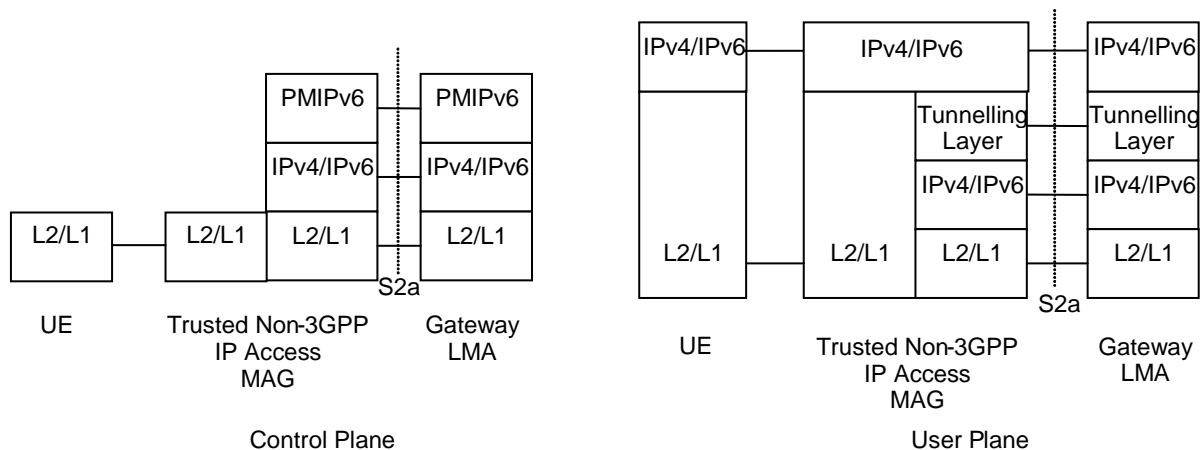 PMIPv6
PMIPv6
IPv4/IPv6
IPv4/IPv6
L2/L1
L2/L1
L2/L1
L2/L1
S2a
UE
Trusted Non-3GPP
IP Access
MAG
Gateway
LMA
Control Plane
IPv4/IPv6
IPv4/IPv6
IPv4/IPv6
Tunnelling
Layer
Tunnelling
Layer
IPv4/IPv6
IPv4/IPv6
L2/L1
L2/L1
L2/L1
L2/L1
S2a
UE
Trusted Non-3GPP
IP Access
MAG
Gateway
LMA
User Plane